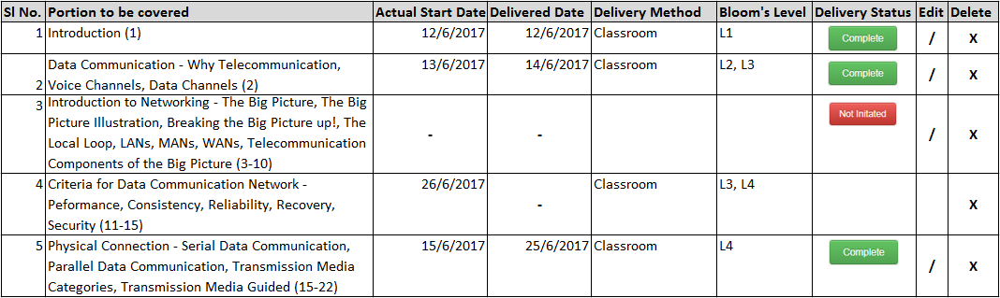 Sl No. Portion to be covered Actual Start Date Delivered Date Delivery Method Bloom's Level Delivery Status Edit Delete
1 Introduction (1) 12/6/2017 12/6/2017 Classroom L1 Complete / X
Data Communication - Why Telecommunication,
2 Voice Channels, Data Channels (2) 13/6/2017 14/6/2017 Classroom L2, L3 Complete / X
3 Introduction to Networking - The Big Picture, The Big
Picture Illustration, Breaking the Big Picture up!, The
Local Loop, LANs, MANs, WANs, Telecommunication
Components of the Big Picture (3-10) - - Not Initated / X
4 Criteria for Data Communication Network - 26/6/2017 - Classroom L3, L4 X
Peformance, Consistency, Reliability, Recovery,
Security (11-15)
5 Physical Connection - Serial Data Communication, 15/6/2017 25/6/2017 Classroom L4 Complete / X
Parallel Data Communication, Transmission Media
Categories, Transmission Media Guided (15-22)